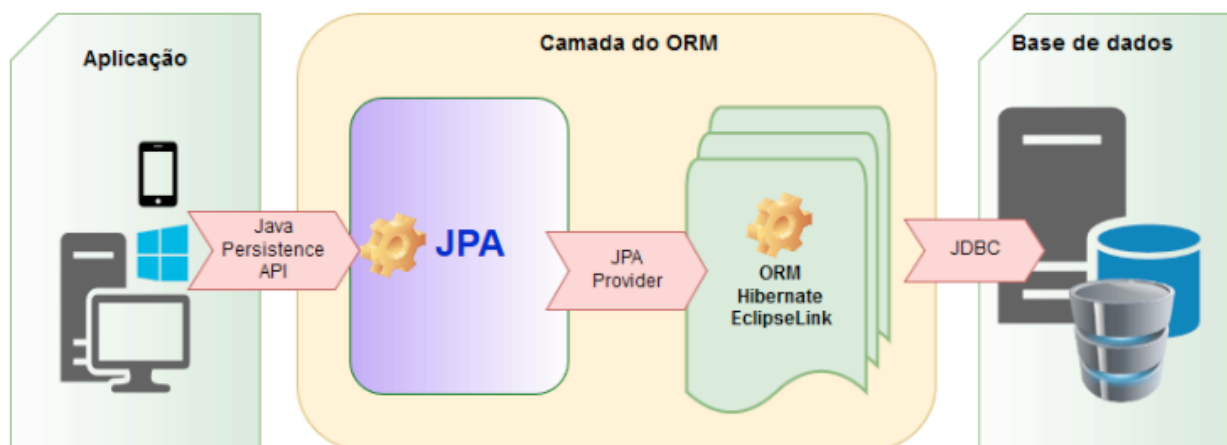 Aplicação
Camada do ORM
Base de dados
Java
Persistence
API
JPA
JPA
Provider
ORM
Hibernate
EclipseLink
JDBC